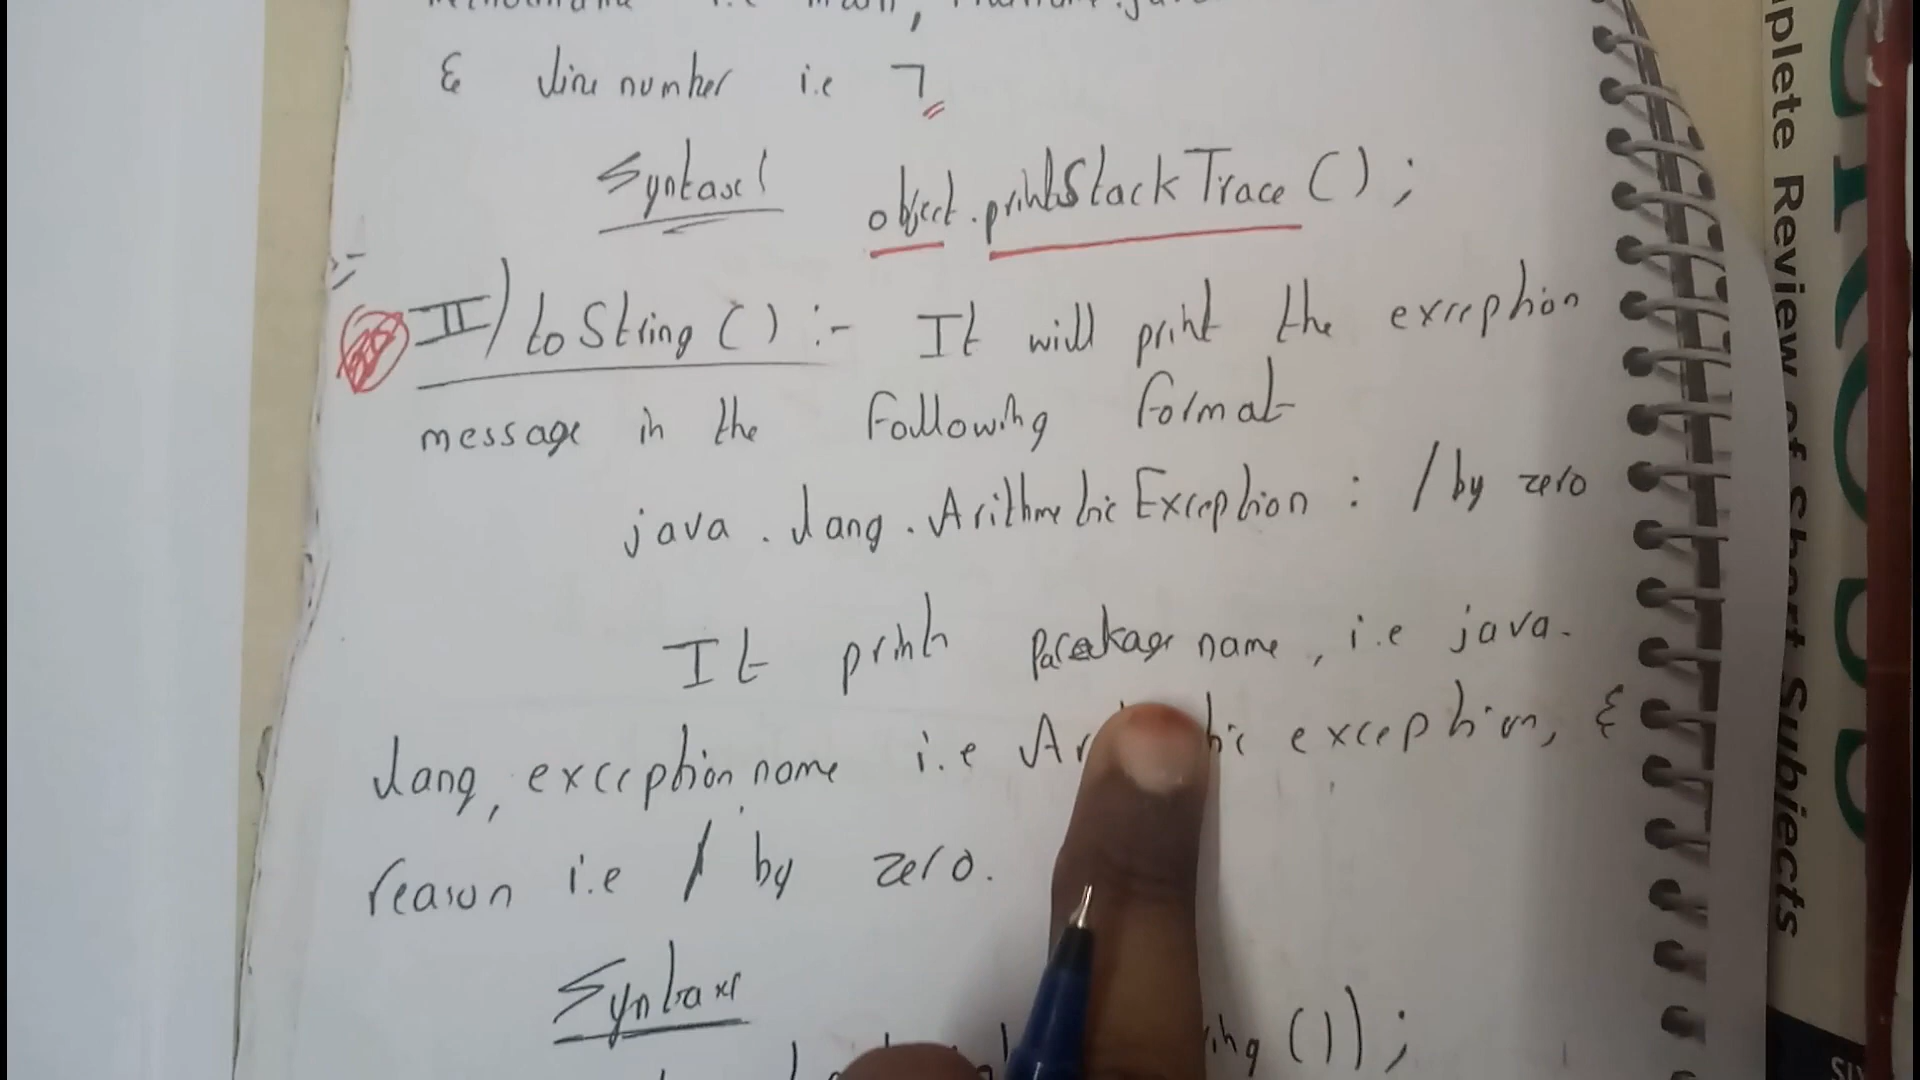 & line number i.e 7
Syntax object.printStackTrace();
II) toString() :- It will print the exception
message in the following format
java.lang.ArithmeticException : / by zero
It print package name, i.e java.
lang, exception name i.e exception, &
reason i.e / by zero.
Syntax
());
plete Review of Short Subjects